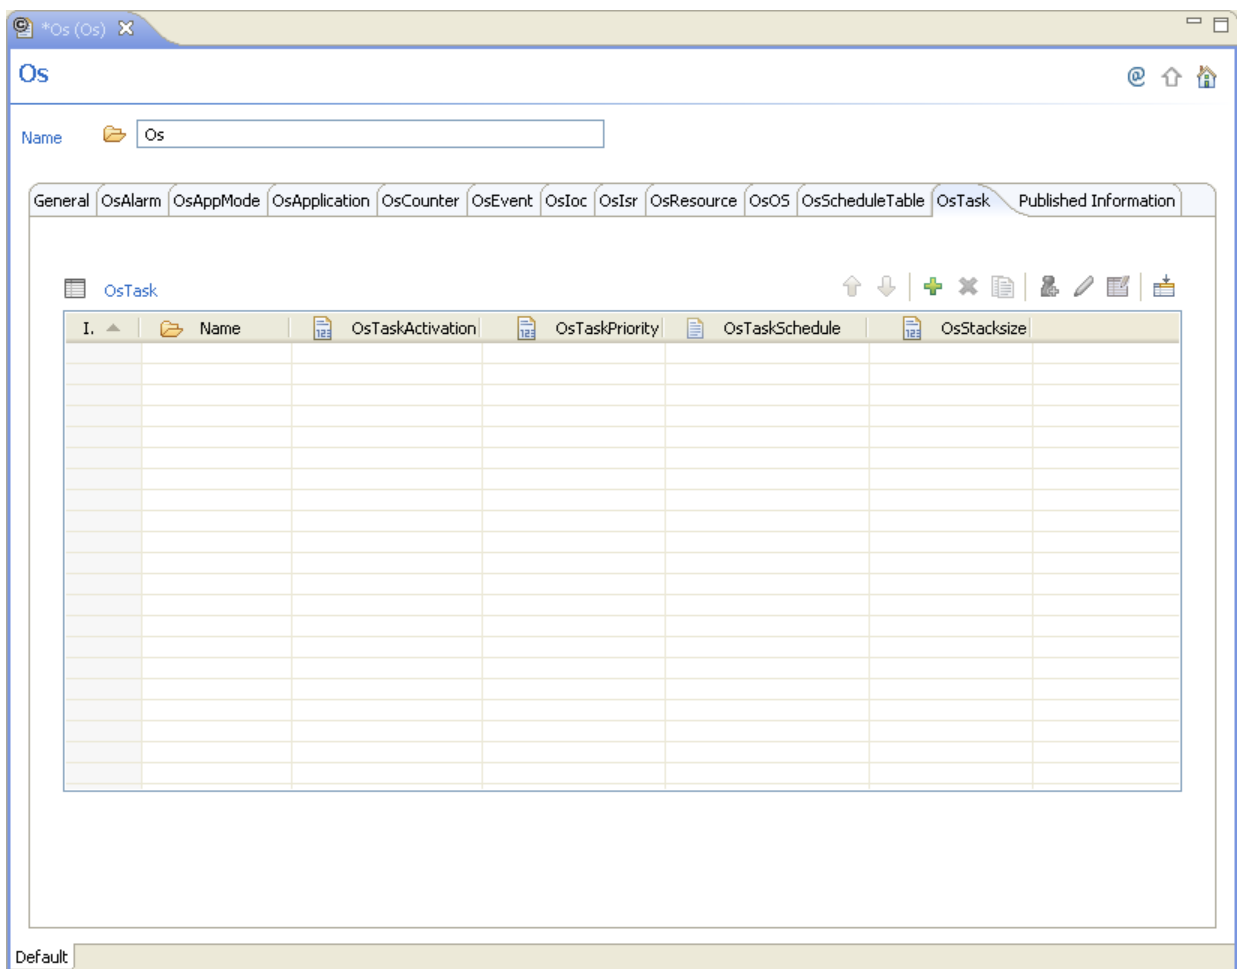 *Os (Os)
Os
Name Os
General OsAlarm OsAppMode OsApplication OsCounter OsEvent OsIoc OsIsr OsResource OsOS OsScheduleTable OsTask Published Information
OsTask
I. Name OsTaskActivation OsTaskPriority OsTaskSchedule OsStacksize
Default